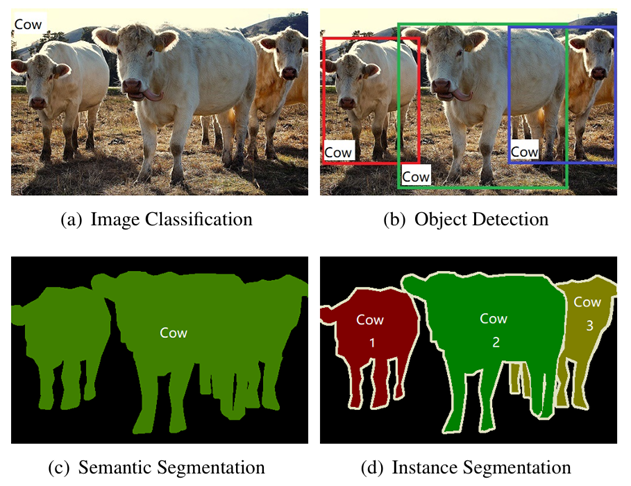 Cow
Cow
Cow
Cow
(a) Image Classification
(b) Object Detection
Cow
Cow
1
Cow
2
Cow
3
(c) Semantic Segmentation
(d) Instance Segmentation